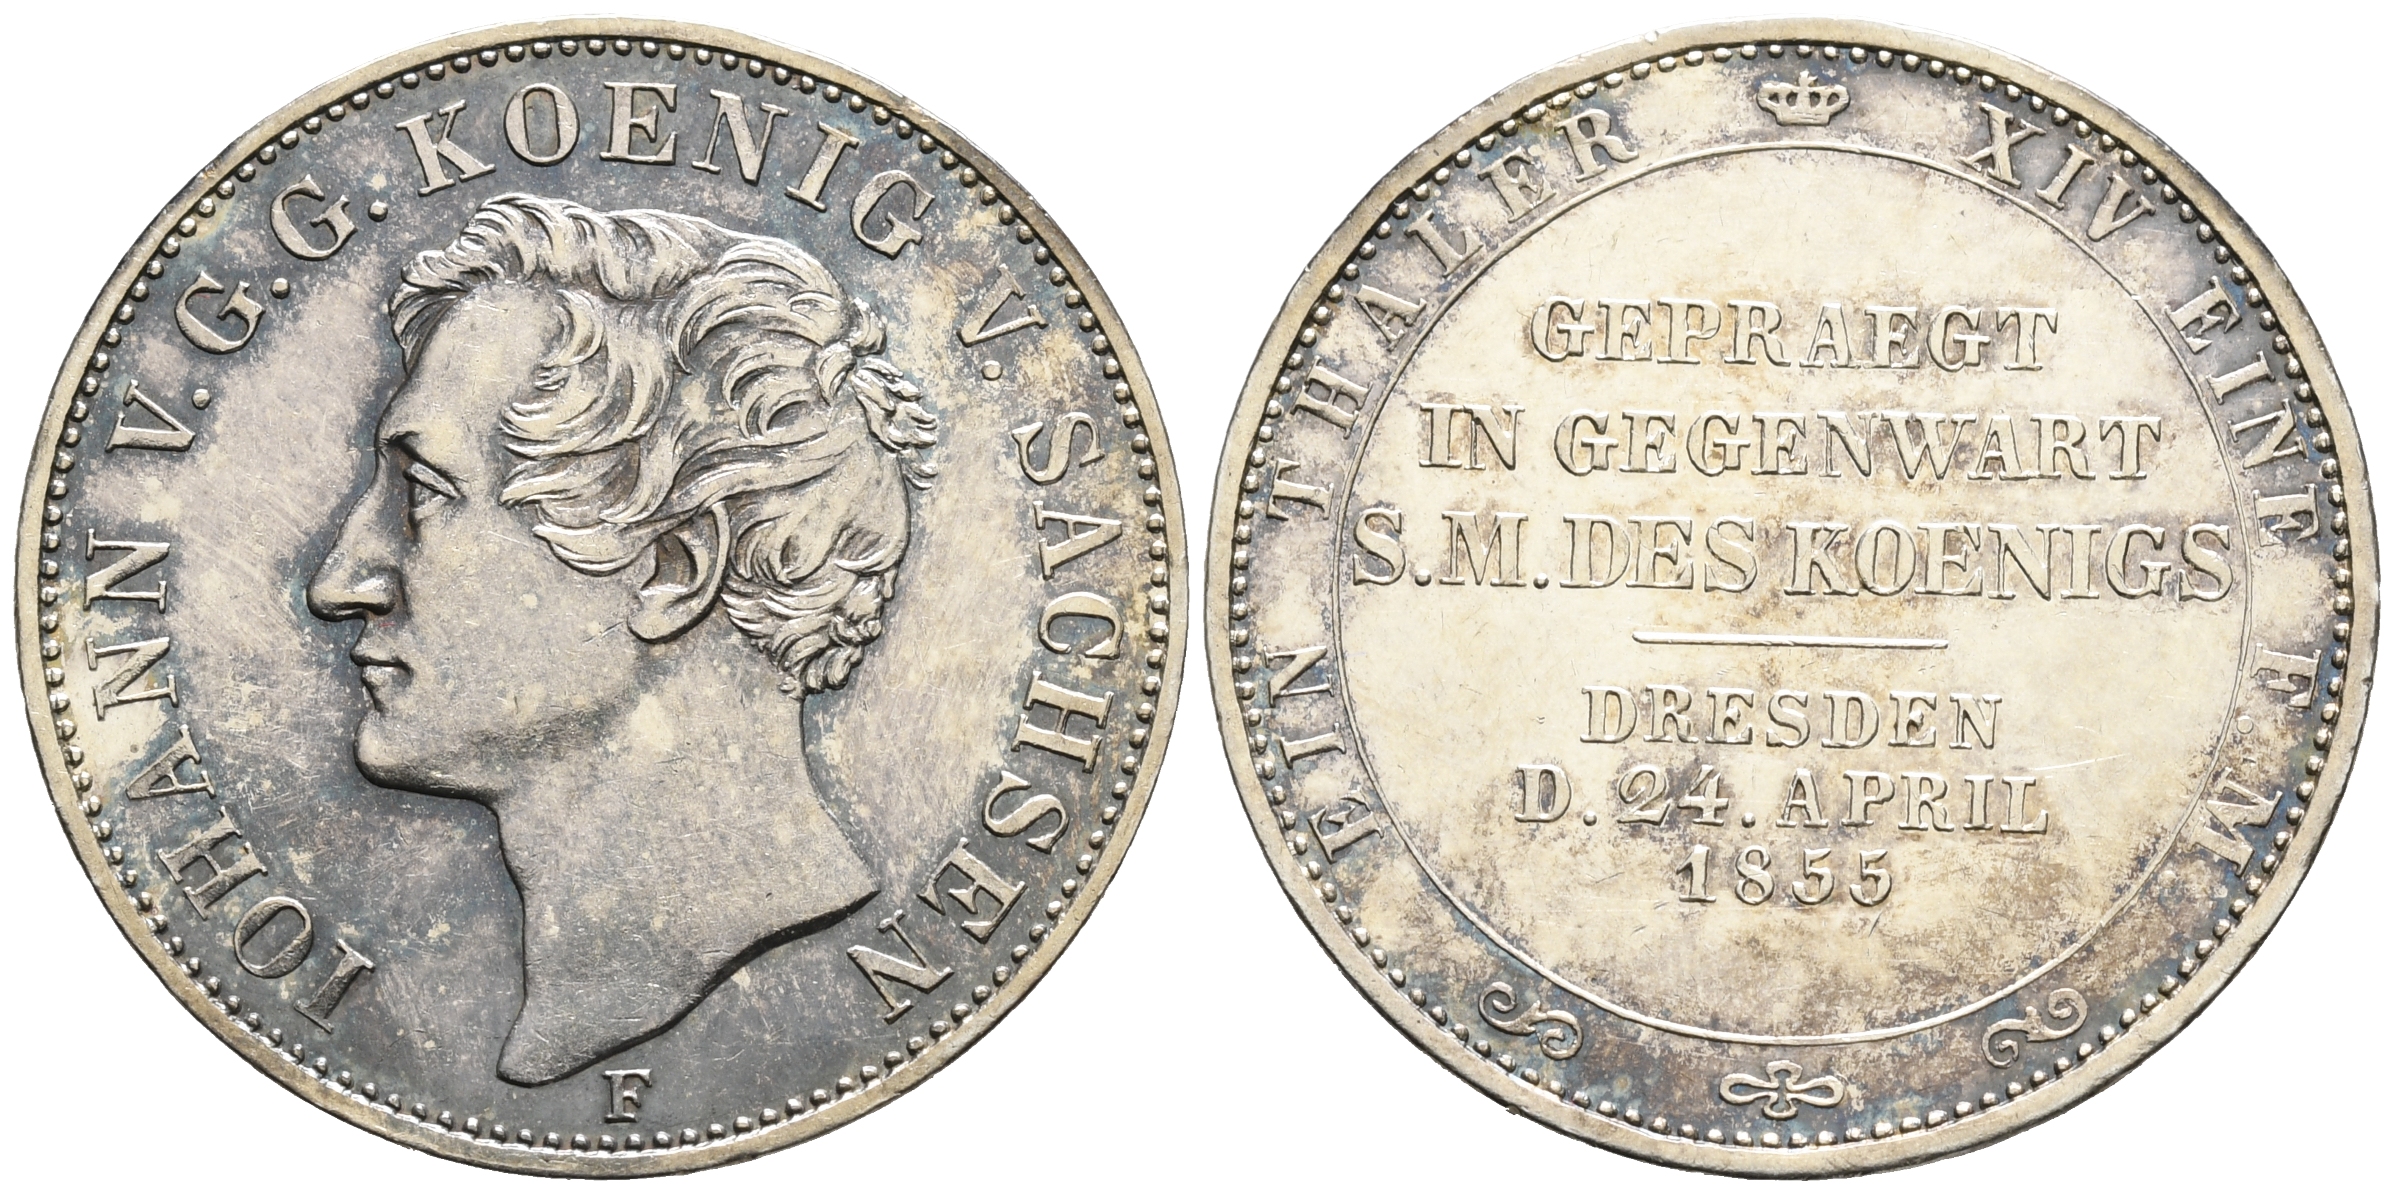 IOHANN V. G. G. KOENIG V. SACHSEN
F
EIN THALER XIV EINE F. M.
GEPRAEGT
IN GEGENWART
S. M. DES KOENIGS
DRESDEN
D. 24. APRIL
1855